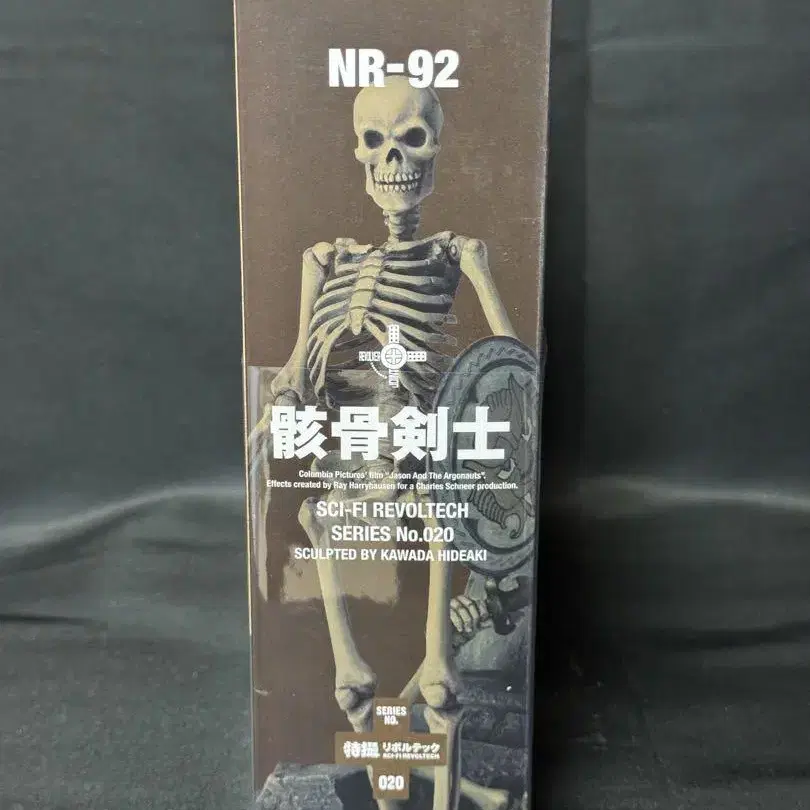 NR-92
REVOLVER
骸骨剣士
Colombia Pictures' film "Jason And The Argonauts".
Effects created by Ray Harryhausen for a Charles Schneer production.
SCI-FI REVOLTECH
SERIES No.020
SCULPTED BY KAWADA HIDEAKI
SERIES
NO.
特撮 リボルテック
SCI-FI REVOLTECH
020